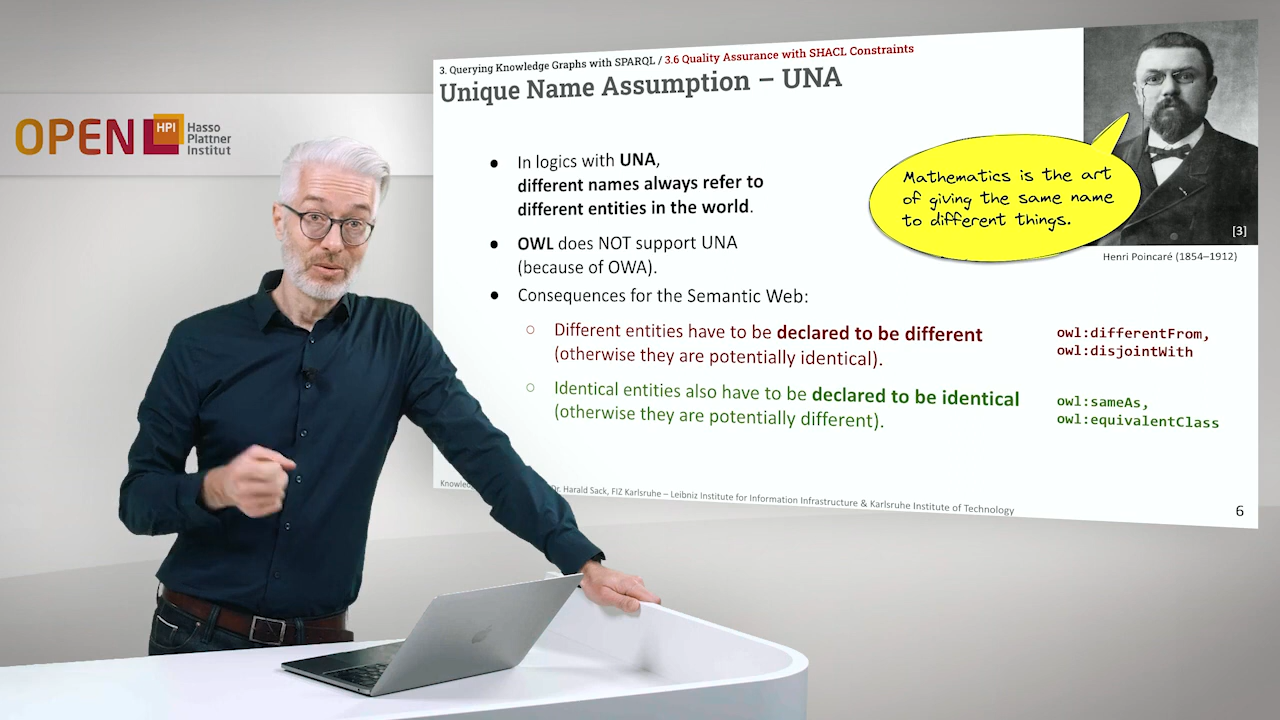 OPEN HPI Hasso
Plattner
Institut
3. Querying Knowledge Graphs with SPARQL / 3.6 Quality Assurance with SHACL Constraints
Unique Name Assumption – UNA
● In logics with UNA,
different names always refer to
different entities in the world.
● OWL does NOT support UNA
(because of OWA).
● Consequences for the Semantic Web:
○ Different entities have to be declared to be different
(otherwise they are potentially identical).
owl:differentFrom,
owl:disjointWith
○ Identical entities also have to be declared to be identical
(otherwise they are potentially different).
owl:sameAs,
owl:equivalentClass
Mathematics is the art
of giving the same name
to different things.
[3]
Henri Poincaré (1854–1912)
Dr. Harald Sack, FIZ Karlsruhe – Leibniz Institute for Information Infrastructure & Karlsruhe Institute of Technology
6